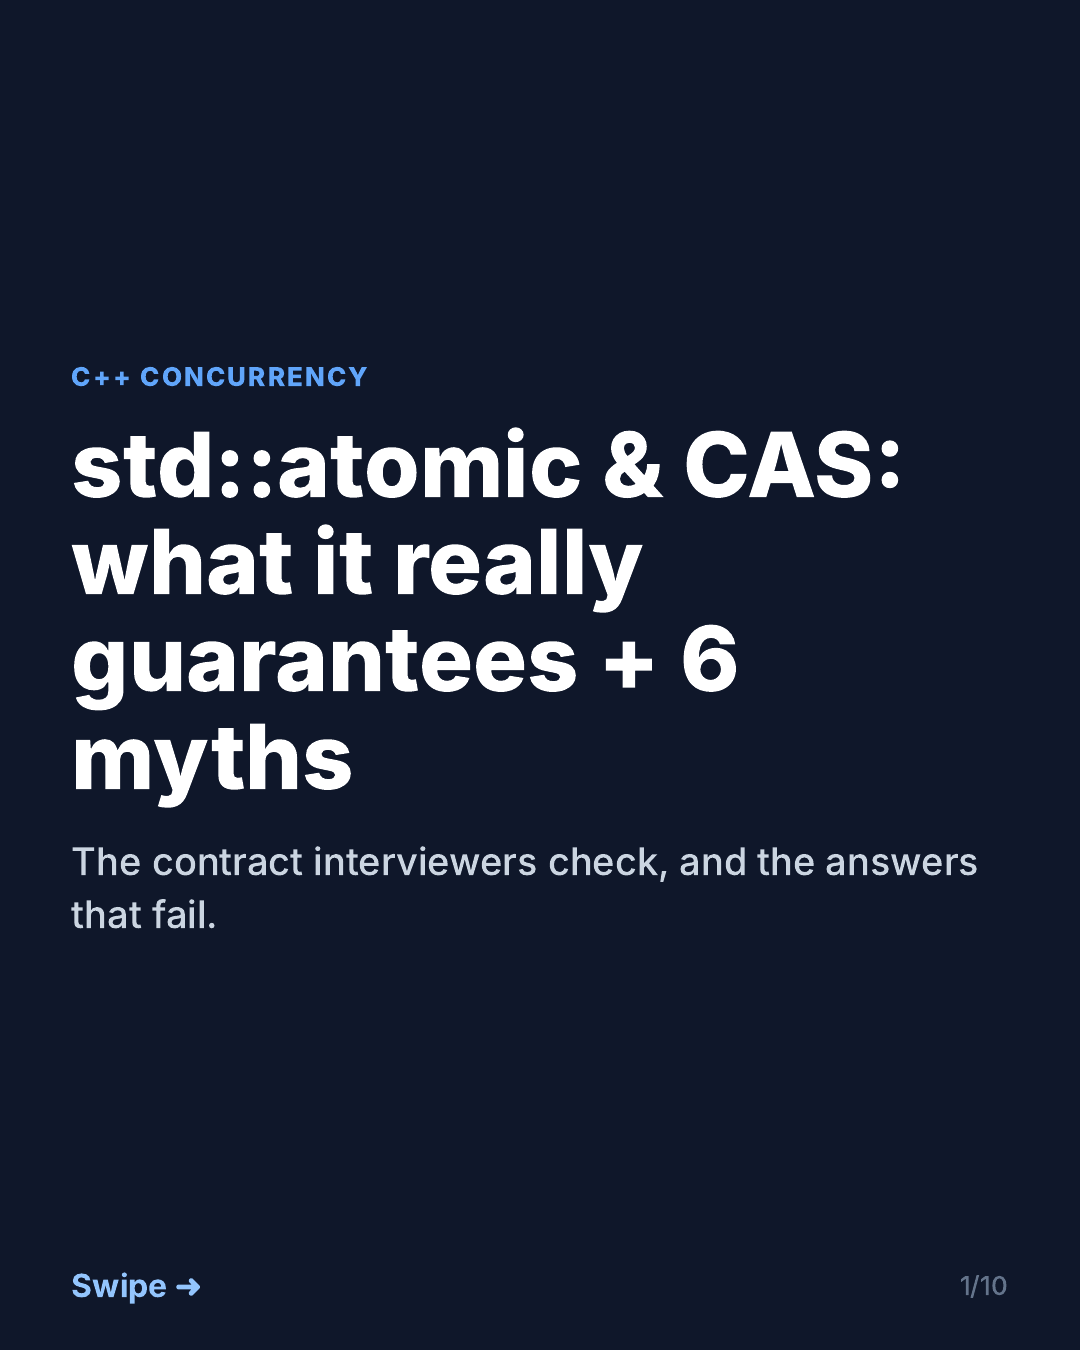 C++ CONCURRENCY
std::atomic & CAS:
what it really
guarantees + 6
myths
The contract interviewers check, and the answers
that fail.
Swipe ➜
1/10